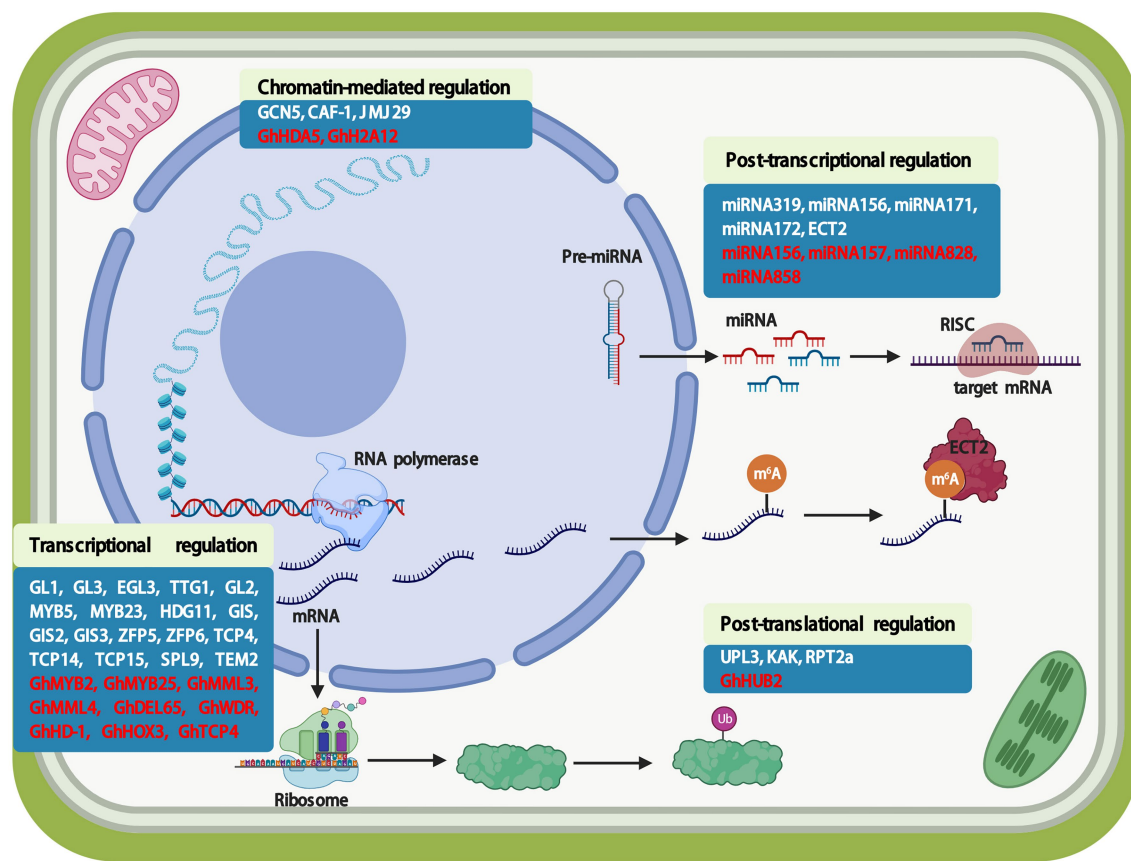 Chromatin-mediated regulation
GCN5, CAF-1, JMJ29
GhHDA5, GhH2A12
Post-transcriptional regulation
miRNA319, miRNA156, miRNA171,
miRNA172, ECT2
miRNA156, miRNA157, miRNA828,
miRNA858
Pre-miRNA
miRNA
RISC
target mRNA
RNA polymerase
m⁶A
ECT2
m⁶A
Transcriptional regulation
GL1, GL3, EGL3, TTG1, GL2,
MYB5, MYB23, HDG11, GIS,
GIS2, GIS3, ZFP5, ZFP6, TCP4,
TCP14, TCP15, SPL9, TEM2
GhMYB2, GhMYB25, GhMML3,
GhMML4, GhDEL65, GhWDR,
GhHD-1, GhHOX3, GhTCP4
mRNA
Post-translational regulation
UPL3, KAK, RPT2a
GhHUB2
Ub
Ribosome